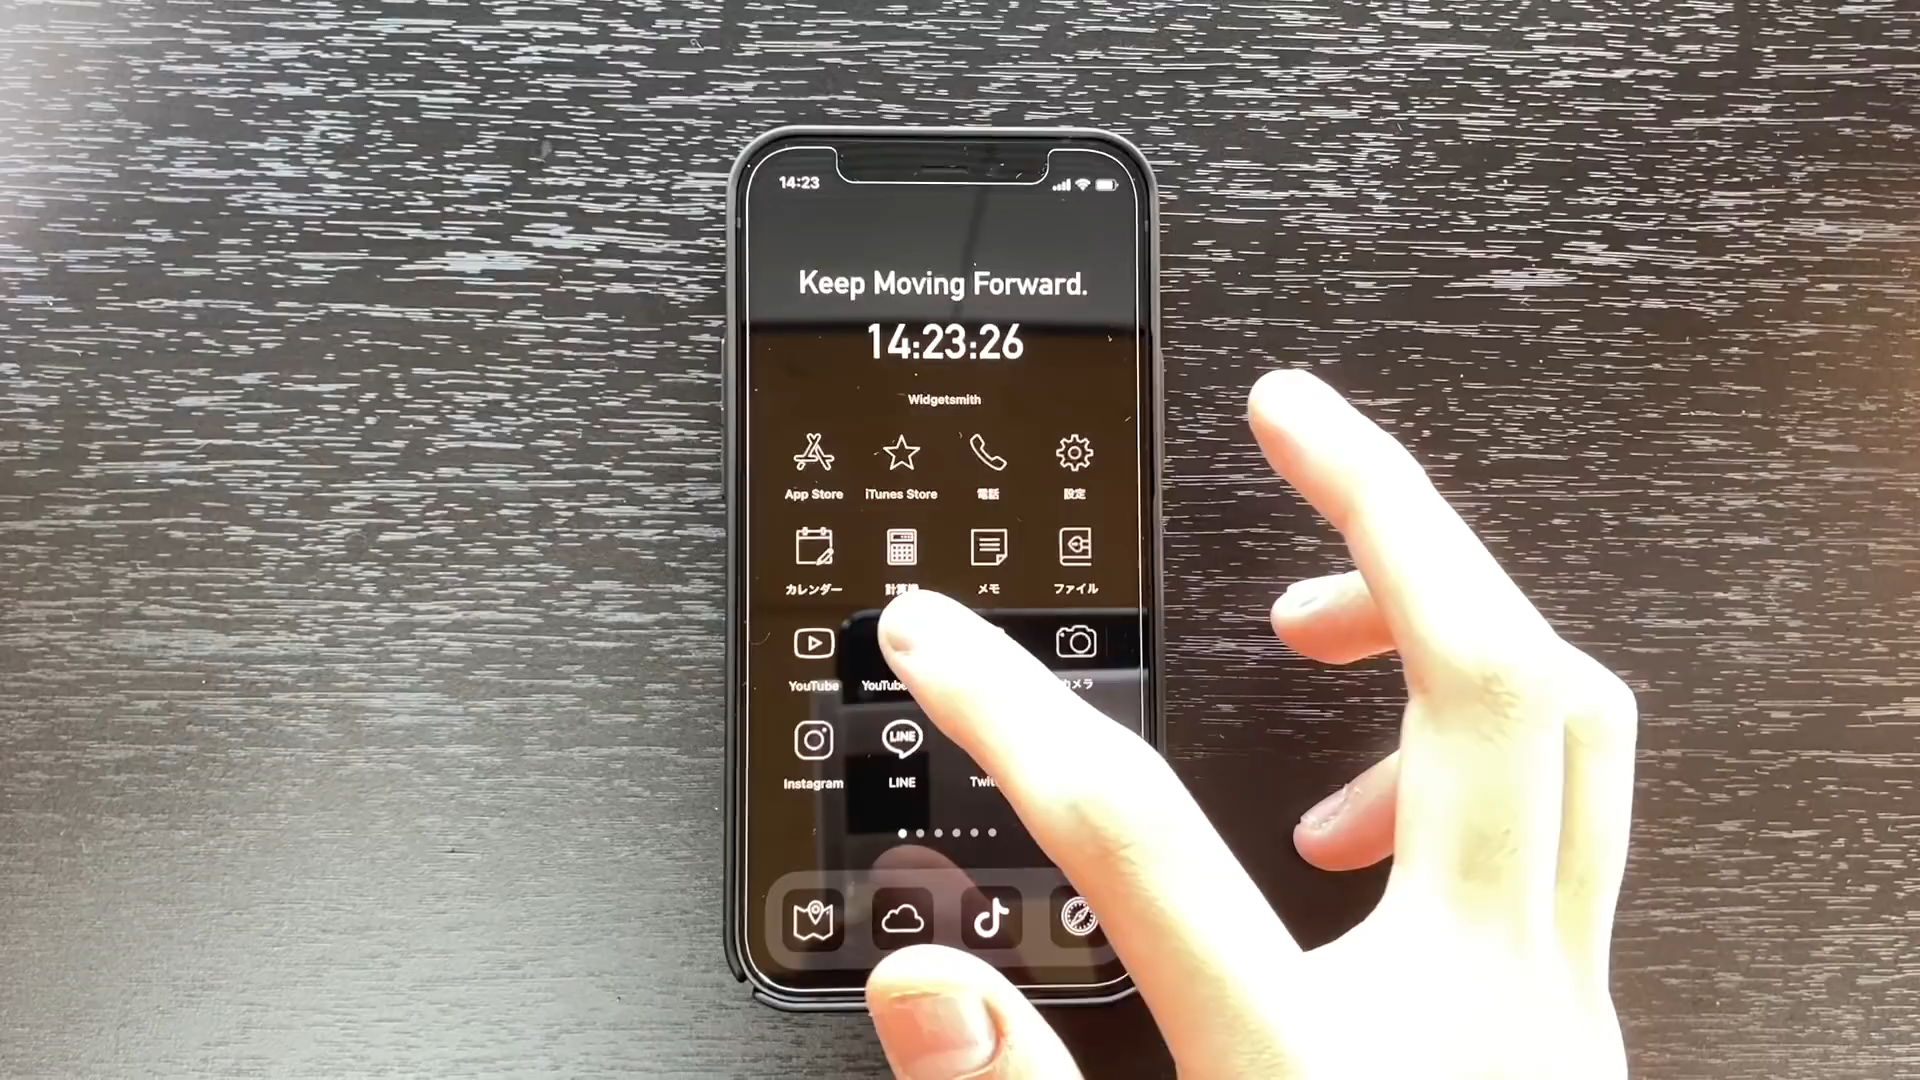 14:23
Keep Moving Forward.
14:23:26
Widgetsmith
App Store iTunes Store 電話 設定
カレンダー 計算機 メモ ファイル
YouTube YouTube カメラ
LINE
Instagram LINE